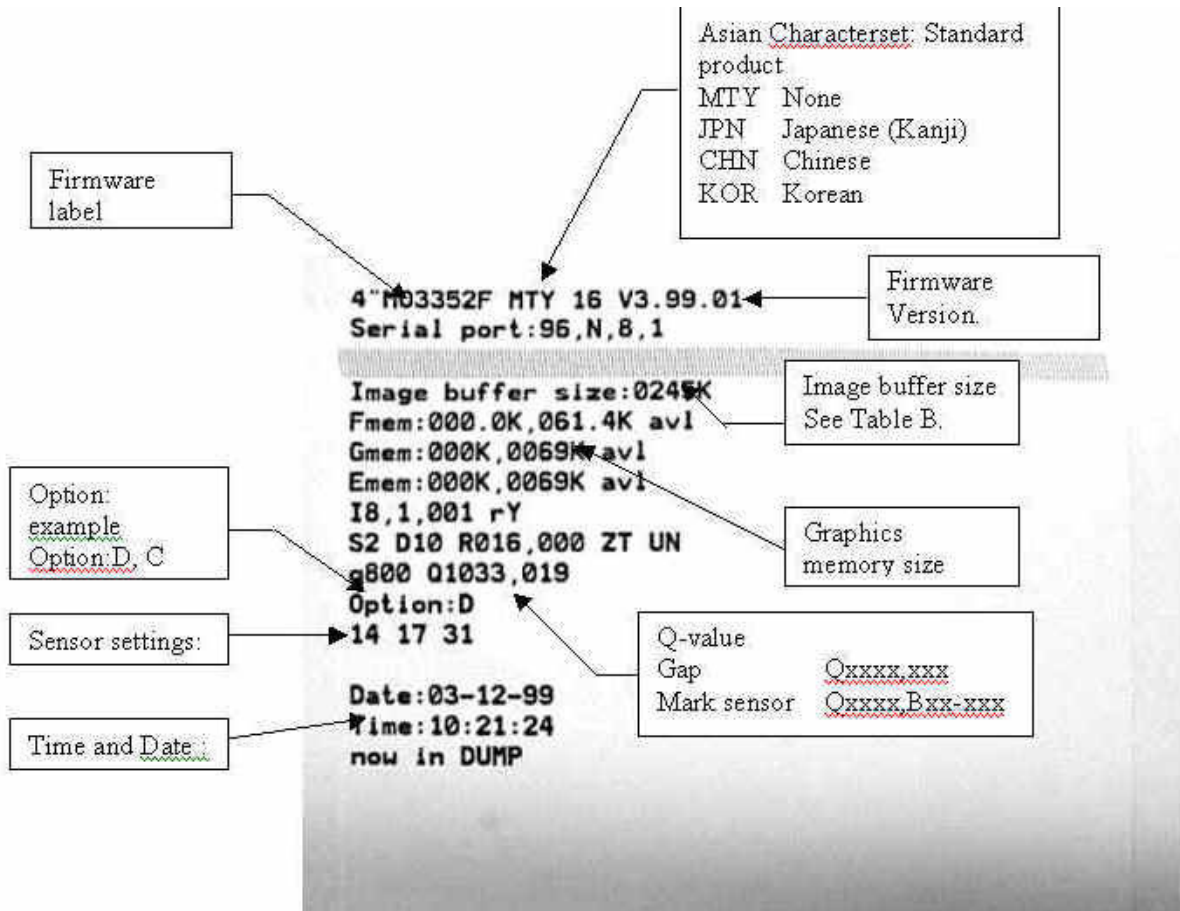 Asian Characterset: Standard
product
MTY None
JPN Japanese (Kanji)
CHN Chinese
KOR Korean
Firmware
label
4"M03352F MTY 16 V3.99.01
Serial port:96,N,8,1
Firmware
Version.
Image buffer size:0245K
Fmem:000.0K,061.4K avl
Gmem:000K,0069K avl
Emem:000K,0069K avl
I8,1,001 rY
S2 D10 R016,000 ZT UN
q800 Q1033,019
Option:D
14 17 31
Image buffer size
See Table B.
Option:
example
Option:D, C
Graphics
memory size
Sensor settings:
Q-value
Gap Qxxxx,xxx
Mark sensor Qxxxx,Bxx-xxx
Date:03-12-99
Time:10:21:24
now in DUMP
Time and Date :